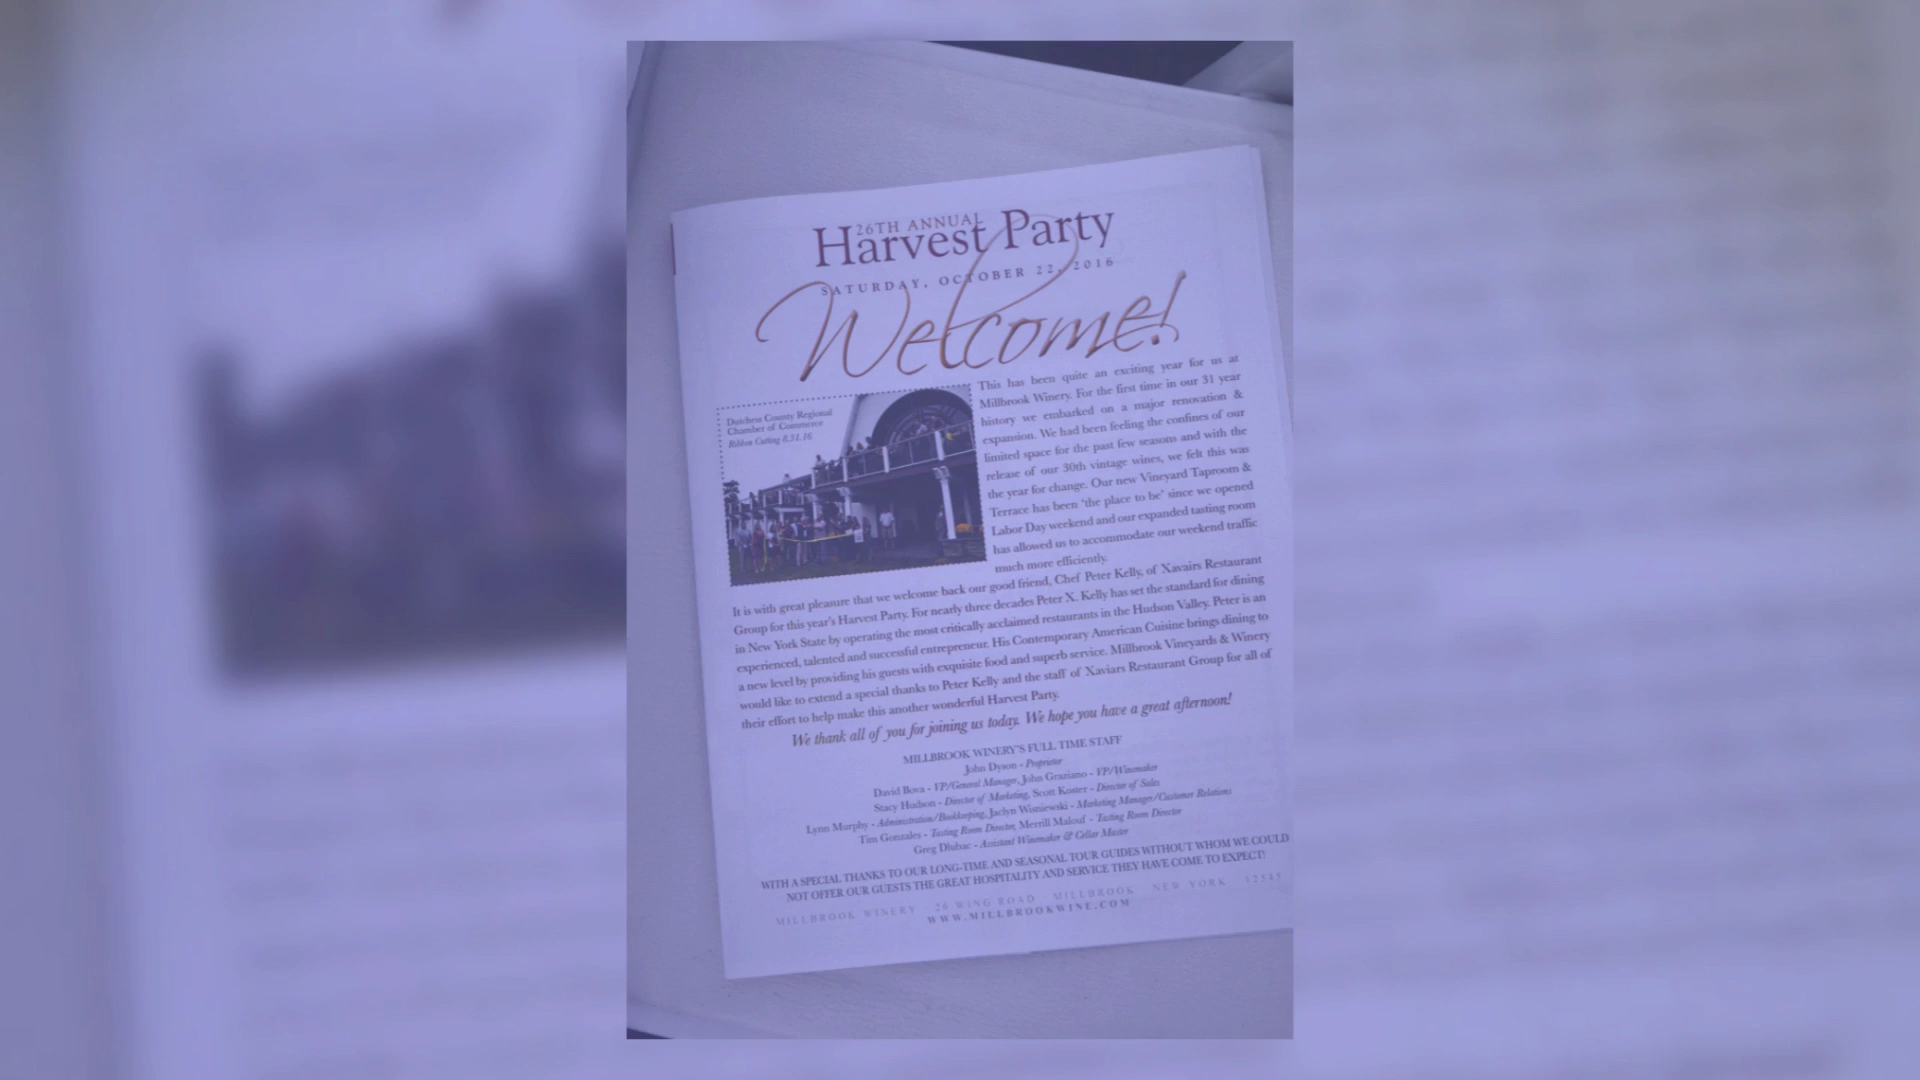 26TH ANNUAL
Harvest Party
SATURDAY, OCTOBER 22, 2016
Welcome!
Dutchess County Regional
Chamber of Commerce
Ribbon Cutting 8.31.16
This has been quite an exciting year for us at
Millbrook Winery. For the first time in our 31 year
history we embarked on a major renovation &
expansion. We had been feeling the confines of our
limited space for the past few seasons and with the
release of our 30th vintage wines, we felt this was
the year for change. Our new Vineyard Taproom &
Terrace has been 'the place to be' since we opened
Labor Day weekend and our expanded tasting room
has allowed us to accommodate our weekend traffic
much more efficiently.
It is with great pleasure that we welcome back our good friend, Chef Peter Kelly, of Xavairs Restaurant
Group for this year's Harvest Party. For nearly three decades Peter X. Kelly has set the standard for dining
in New York State by operating the most critically acclaimed restaurants in the Hudson Valley. Peter is an
experienced, talented and successful entrepreneur. His Contemporary American Cuisine brings dining to
a new level by providing his guests with exquisite food and superb service. Millbrook Vineyards & Winery
would like to extend a special thanks to Peter Kelly and the staff of Xaviars Restaurant Group for all of
their effort to help make this another wonderful Harvest Party.
We thank all of you for joining us today. We hope you have a great afternoon!
MILLBROOK WINERY'S FULL TIME STAFF
John Dyson - Proprietor
David Bova - VP/General Manager, John Graziano - VP/Winemaker
Stacy Hudson - Director of Marketing, Scott Koster - Director of Sales
Lynn Murphy - Administration/Bookkeeping, Jaclyn Wisniewski - Marketing Manager/Customer Relations
Tim Gonzales - Tasting Room Director, Merrill Malouf - Tasting Room Director
Greg Dlubac - Assistant Winemaker & Cellar Master
WITH A SPECIAL THANKS TO OUR LONG-TIME AND SEASONAL TOUR GUIDES WITHOUT WHOM WE COULD
NOT OFFER OUR GUESTS THE GREAT HOSPITALITY AND SERVICE THEY HAVE COME TO EXPECT!
MILLBROOK WINERY 26 WING ROAD MILLBROOK NEW YORK 12545
WWW.MILLBROOKWINE.COM